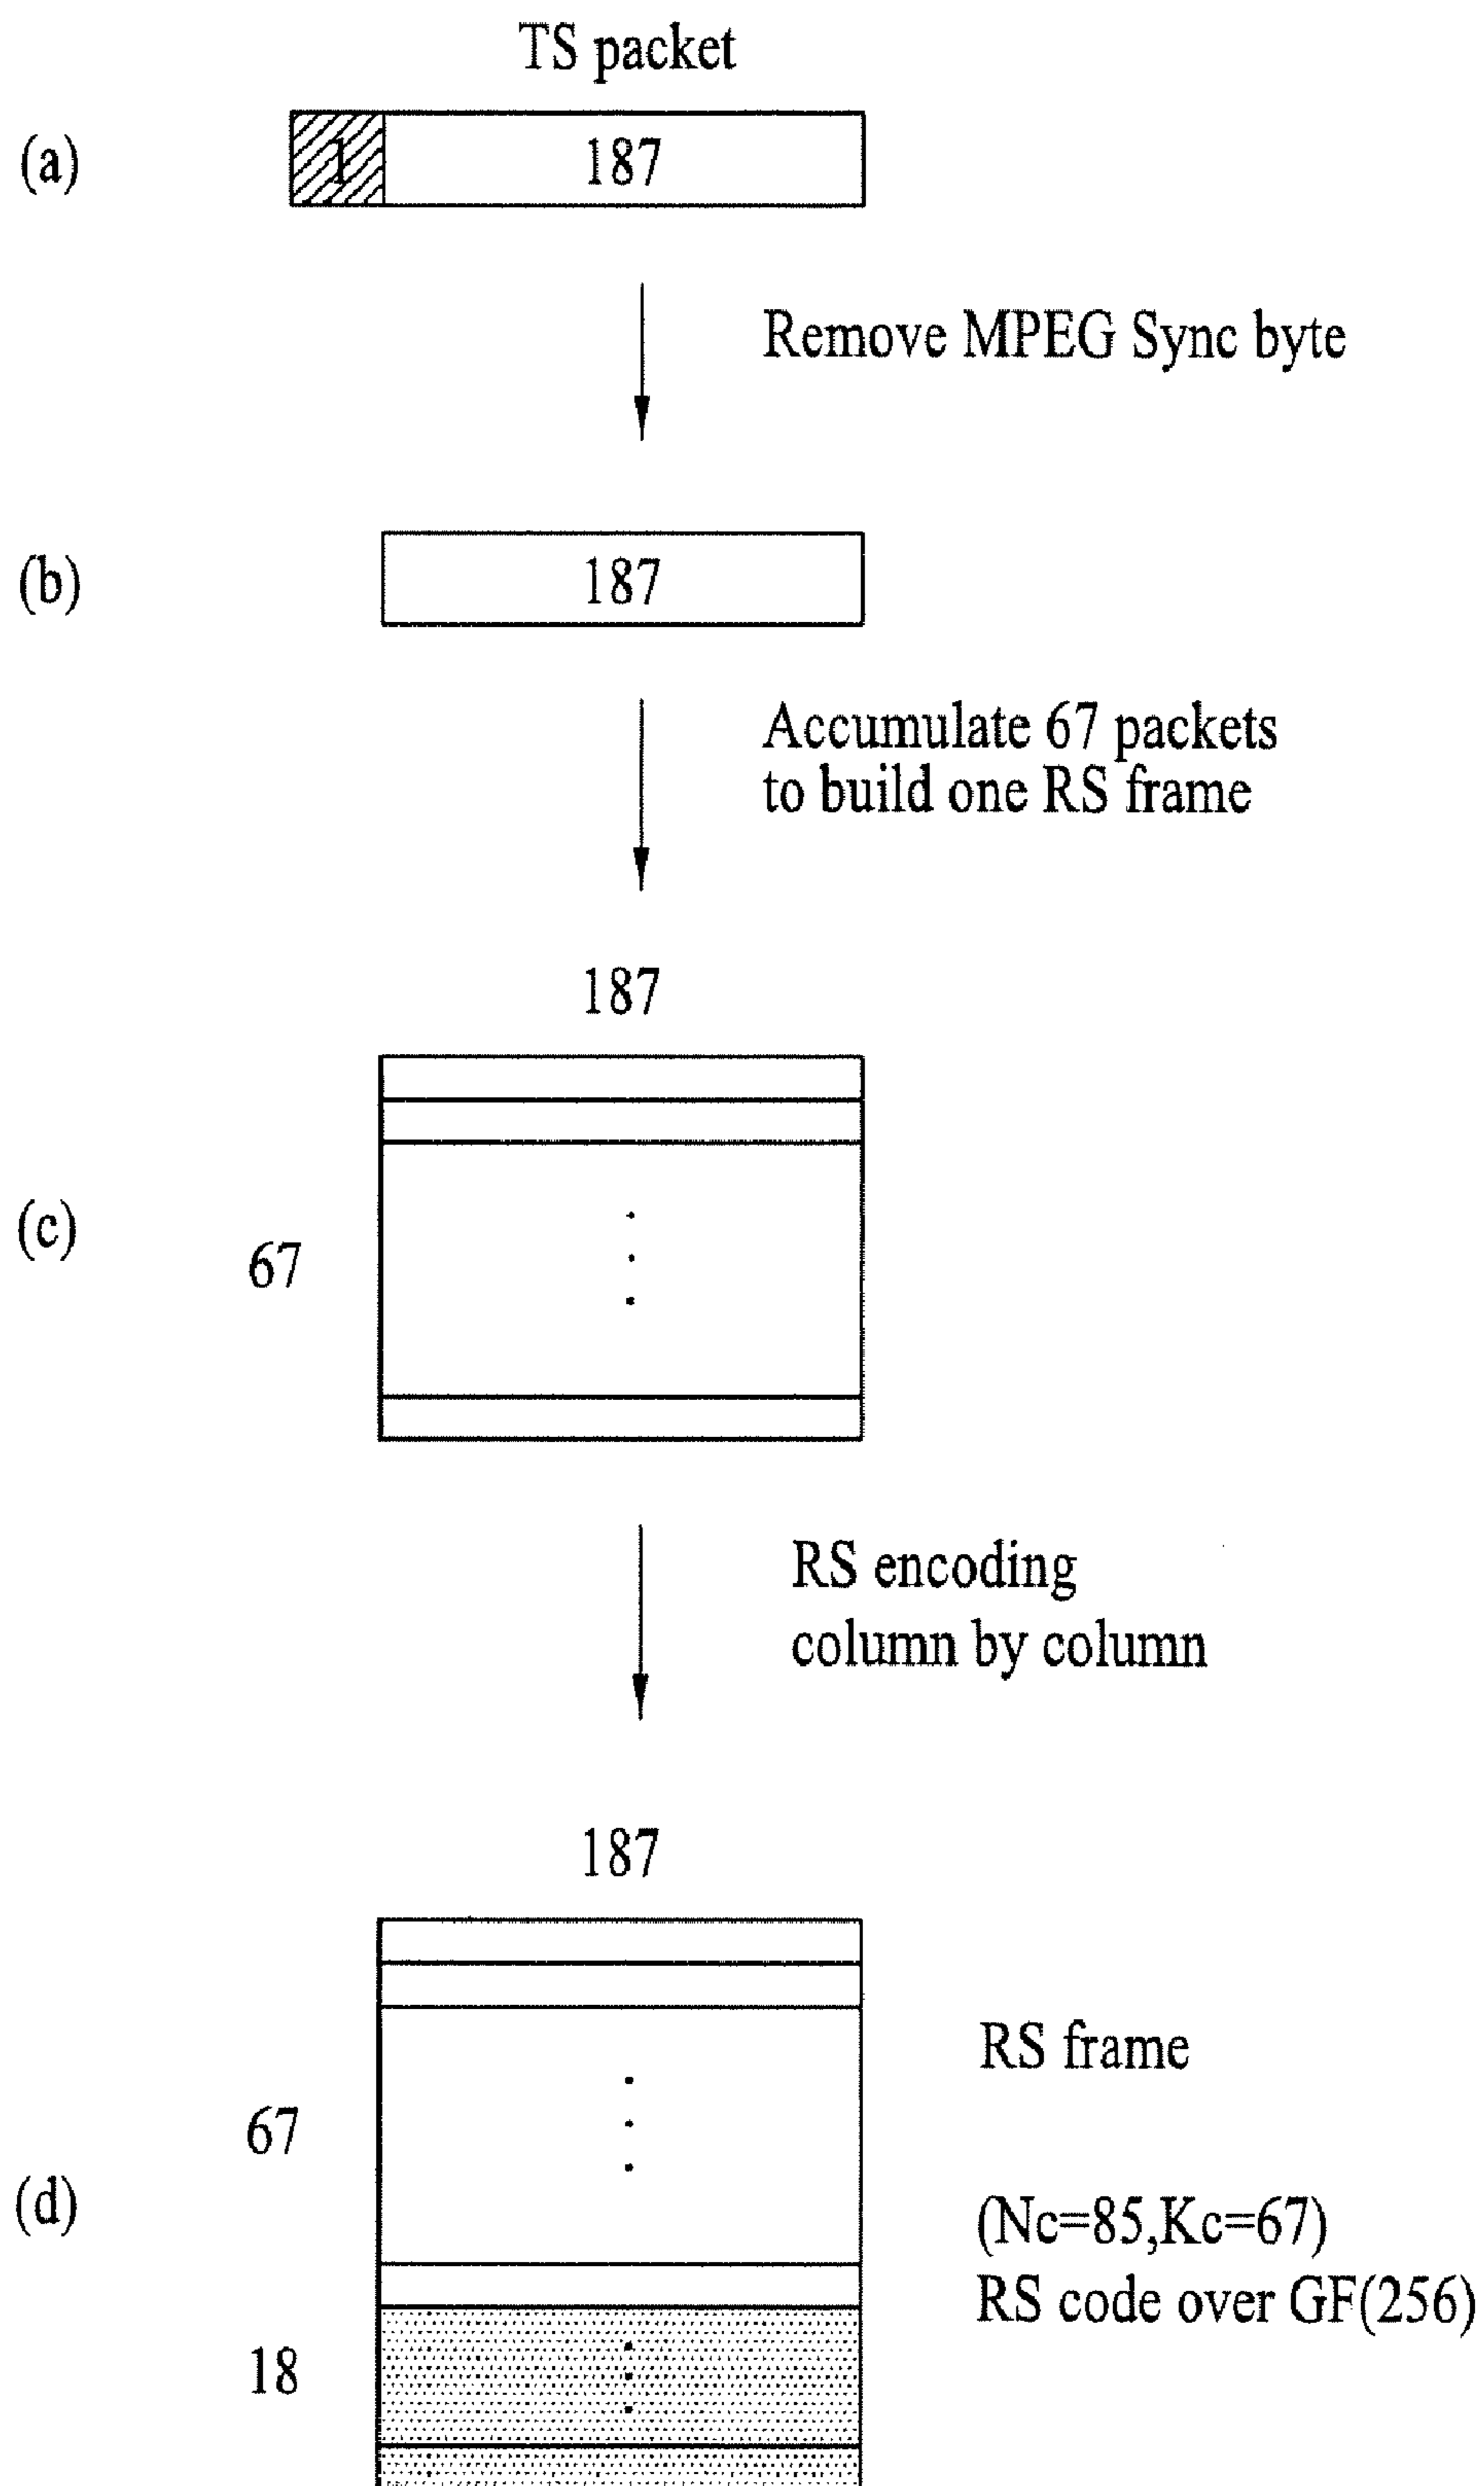 TS packet
(a)
1
187
Remove MPEG Sync byte
(b)
187
Accumulate 67 packets
to build one RS frame
187
(c)
67
RS encoding
column by column
187
RS frame
67
(d)
(Nc=85,Kc=67)
RS code over GF(256)
18